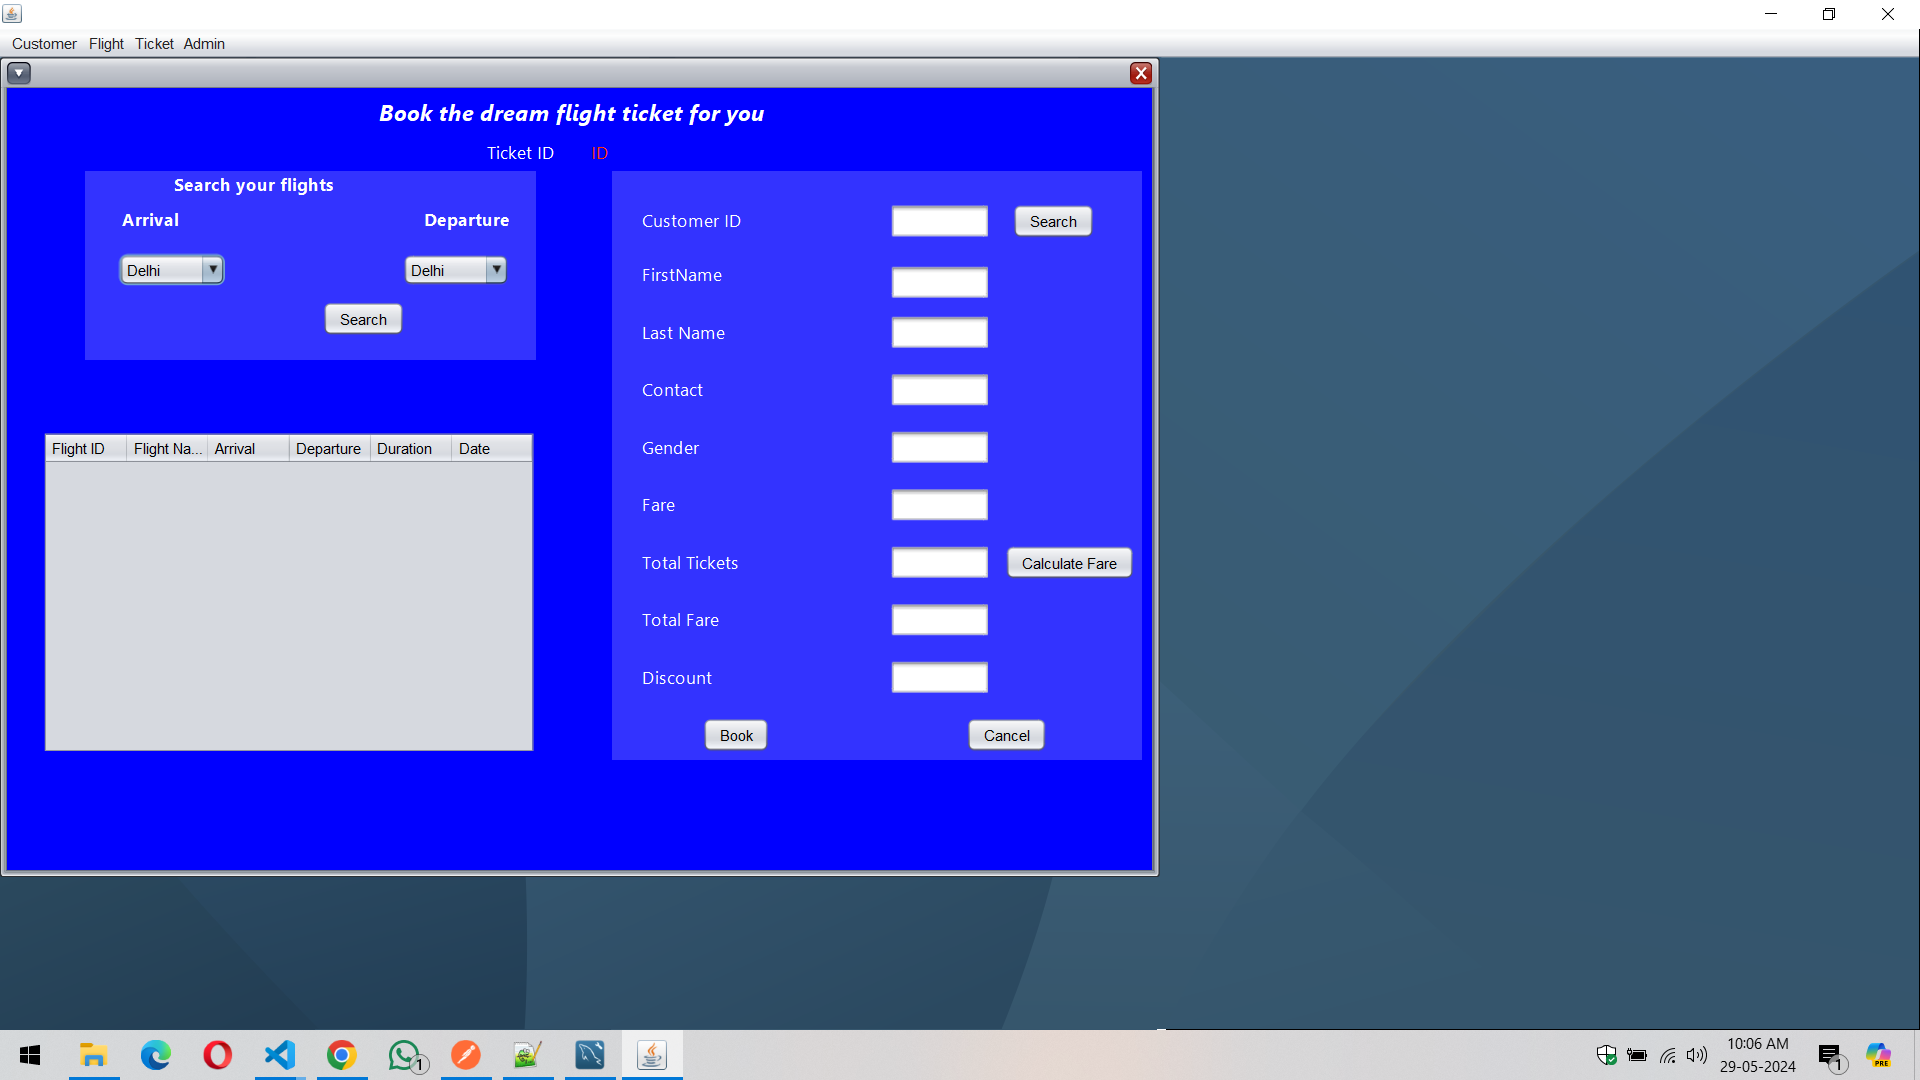 Customer Flight Ticket Admin
Book the dream flight ticket for you
Ticket ID ID
Search your flights
Arrival Departure
Delhi Delhi
Search
Flight ID Flight Na... Arrival Departure Duration Date
Customer ID Search
FirstName
Last Name
Contact
Gender
Fare
Total Tickets Calculate Fare
Total Fare
Discount
Book Cancel
1
10:06 AM
29-05-2024
1
PRE